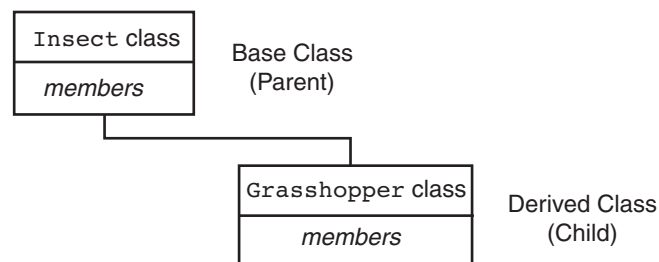 Insect class
members
Base Class
(Parent)
Grasshopper class
members
Derived Class
(Child)